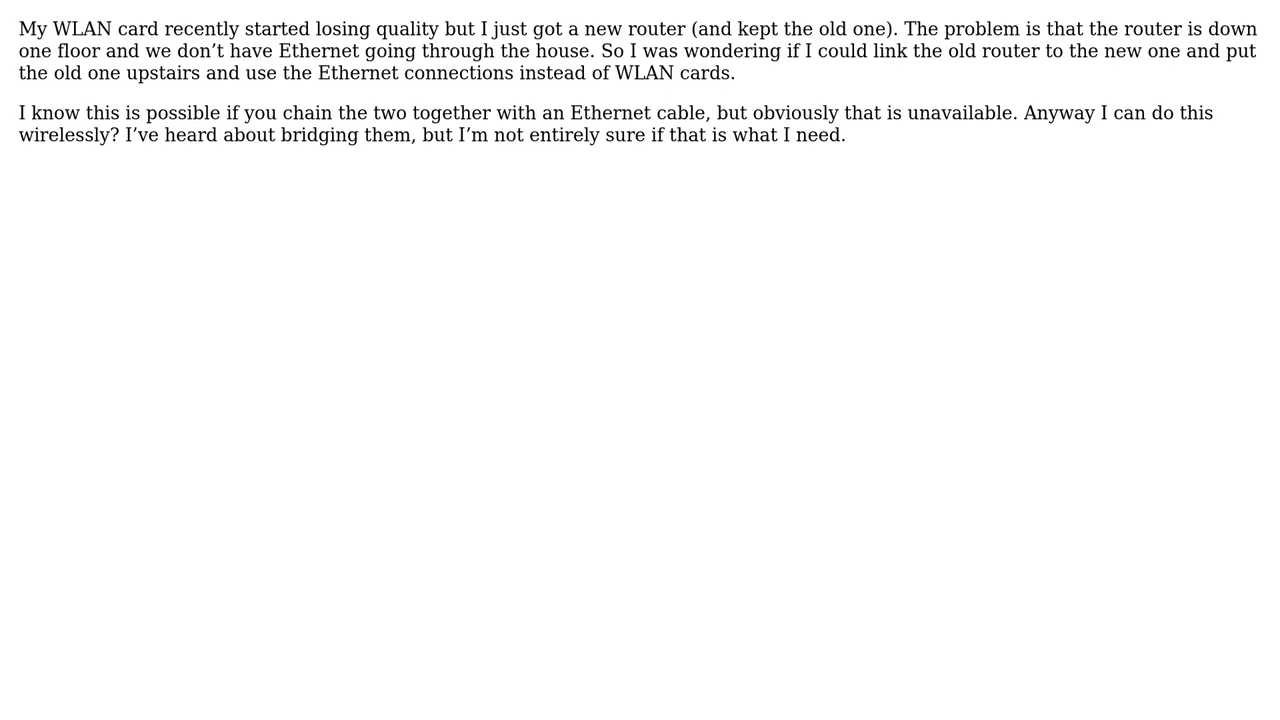 My WLAN card recently started losing quality but I just got a new router (and kept the old one). The problem is that the router is down
one floor and we don’t have Ethernet going through the house. So I was wondering if I could link the old router to the new one and put
the old one upstairs and use the Ethernet connections instead of WLAN cards.
I know this is possible if you chain the two together with an Ethernet cable, but obviously that is unavailable. Anyway I can do this
wirelessly? I’ve heard about bridging them, but I’m not entirely sure if that is what I need.